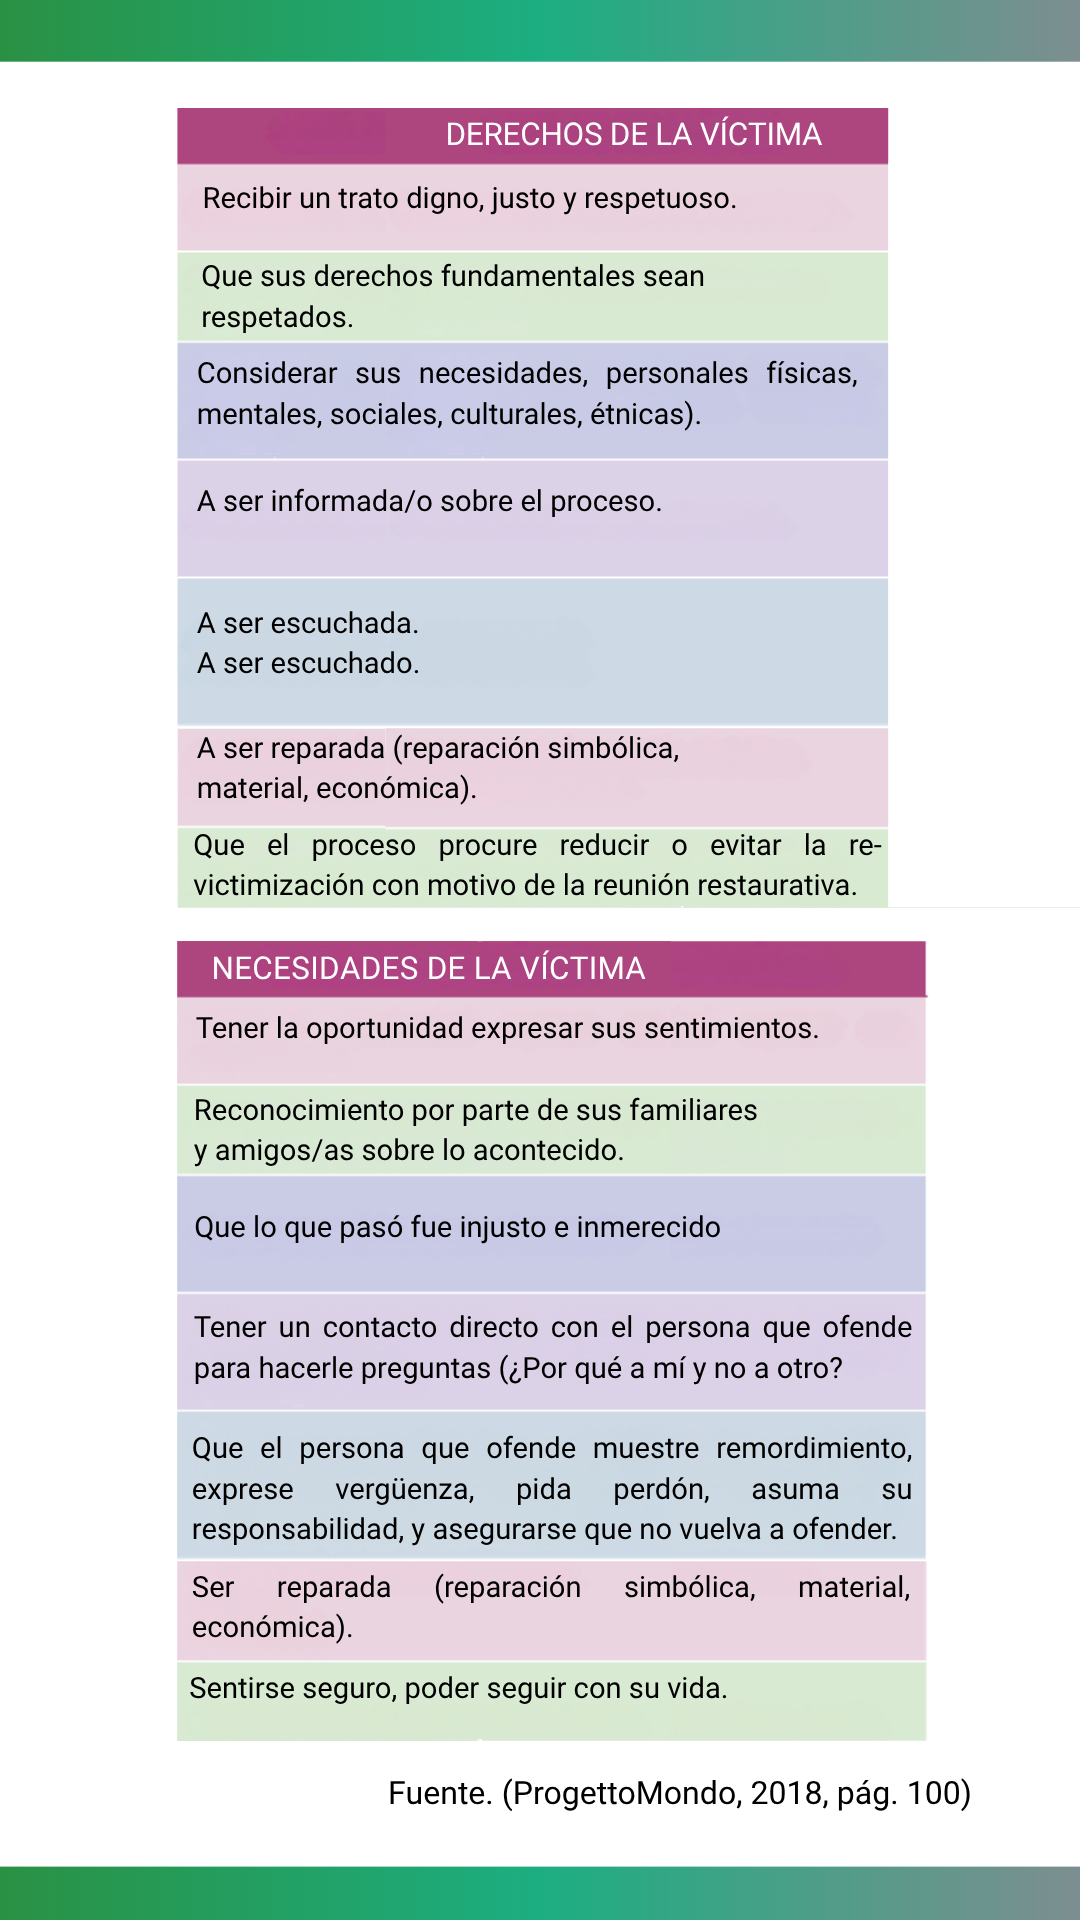 DERECHOS DE LA VÍCTIMA
Recibir un trato digno, justo y respetuoso.
Que sus derechos fundamentales sean
respetados.
Considerar sus necesidades, personales físicas,
mentales, sociales, culturales, étnicas).
A ser informada/o sobre el proceso.
A ser escuchada.
A ser escuchado.
A ser reparada (reparación simbólica,
material, económica).
Que el proceso procure reducir o evitar la re-
victimización con motivo de la reunión restaurativa.
NECESIDADES DE LA VÍCTIMA
Tener la oportunidad expresar sus sentimientos.
Reconocimiento por parte de sus familiares
y amigos/as sobre lo acontecido.
Que lo que pasó fue injusto e inmerecido
Tener un contacto directo con el persona que ofende
para hacerle preguntas (¿Por qué a mí y no a otro?
Que el persona que ofende muestre remordimiento,
exprese vergüenza, pida perdón, asuma su
responsabilidad, y asegurarse que no vuelva a ofender.
Ser reparada (reparación simbólica, material,
económica).
Sentirse seguro, poder seguir con su vida.
Fuente. (ProgettoMondo, 2018, pág. 100)